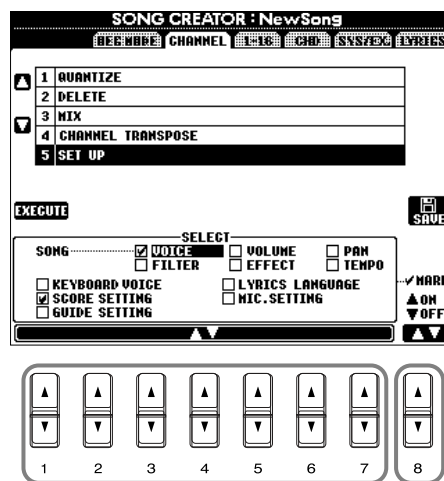 SONG CREATOR : NewSong
REC MODE CHANNEL 1-16 CHD SYS/EX. LYRICS
1 QUANTIZE
2 DELETE
3 MIX
4 CHANNEL TRANSPOSE
5 SET UP
EXECUTE
SAVE
SELECT
SONG VOICE VOLUME PAN
FILTER EFFECT TEMPO
KEYBOARD VOICE LYRICS LANGUAGE
SCORE SETTING MIC.SETTING
GUIDE SETTING
MARK
ON
OFF
1 2 3 4 5 6 7 8